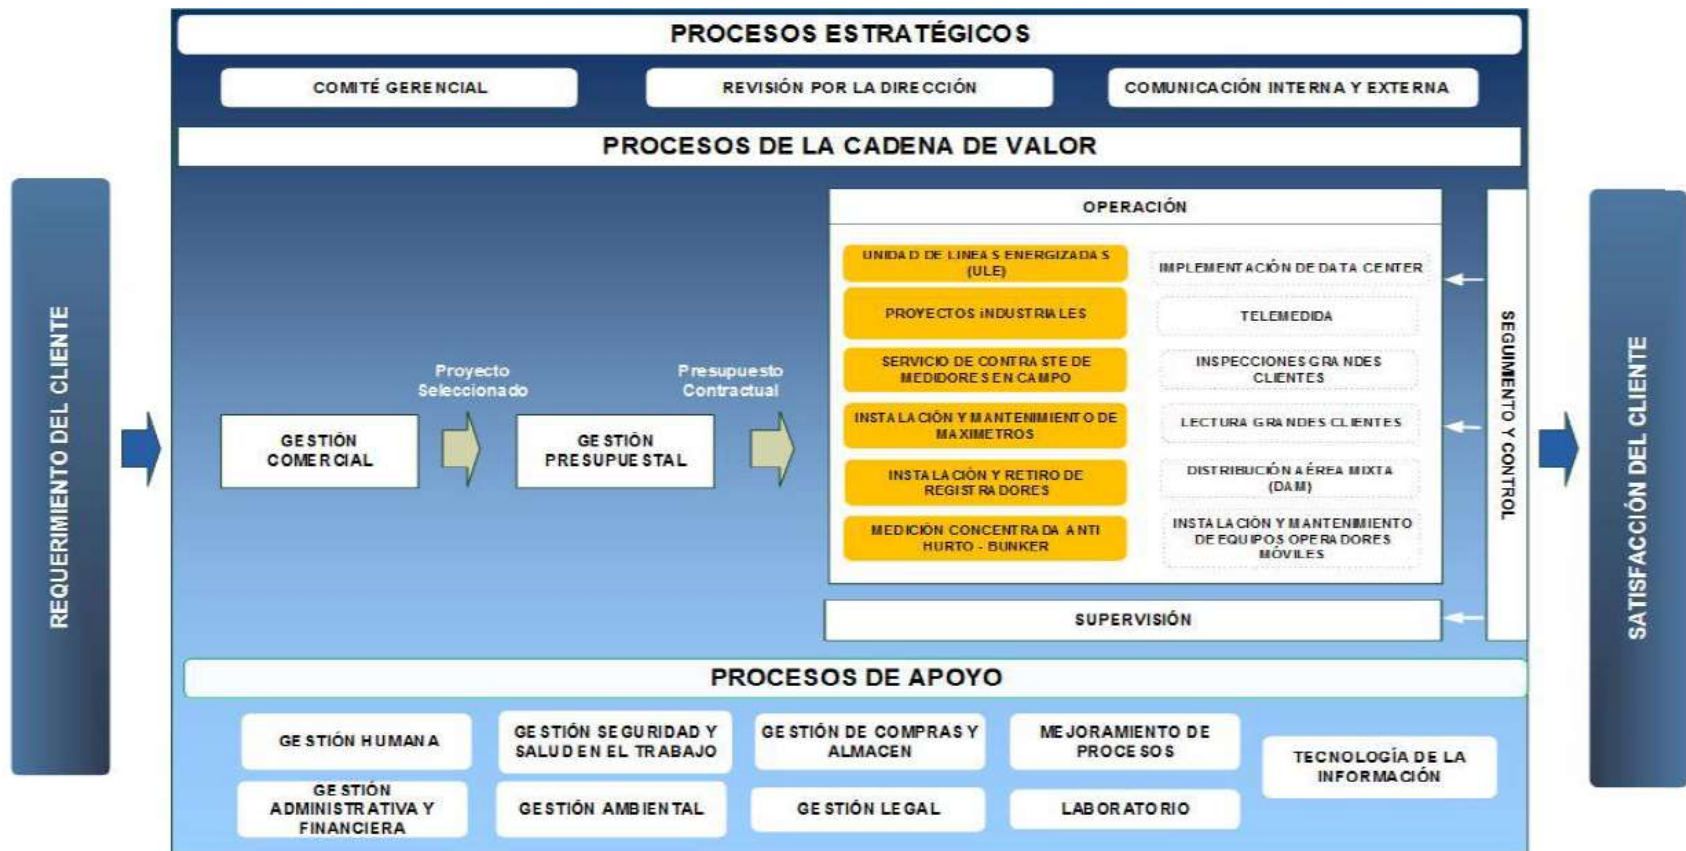 PROCESOS ESTRATÉGICOS
COMITÉ GERENCIAL
REVISIÓN POR LA DIRECCIÓN
COMUNICACIÓN INTERNA Y EXTERNA
PROCESOS DE LA CADENA DE VALOR
REQUERIMIENTO DEL CLIENTE
GESTIÓN
COMERCIAL
Proyecto
Seleccionado
GESTIÓN
PRESUPUESTAL
Presupuesto
Contractual
OPERACIÓN
UNIDAD DE LINEAS ENERGIZADAS
(ULE)
PROYECTOS iNDUSTRIALES
SERVICIO DE CONTRASTE DE
MEDIDORES EN CAMPO
INSTALACIÓN Y MANTENIMIENTO DE
MAXIMETROS
INSTALACIÓN Y RETIRO DE
REGISTRADORES
MEDICIÓN CONCENTRADA ANTI
HURTO - BUNKER
IMPLEMENTACIÓN DE DATA CENTER
TELEMEDIDA
INSPECCIONES GRANDES
CLIENTES
LECTURA GRANDES CLIENTES
DISTRIBUCIÓN AÉREA MIXTA
(DAM)
INSTALACIÓN Y MANTENIMIENTO
DE EQUIPOS OPERADORES
MÓVILES
SUPERVISIÓN
SEGUIMIENTO Y CONTROL
SATISFACCIÓN DEL CLIENTE
PROCESOS DE APOYO
GESTIÓN HUMANA
GESTIÓN SEGURIDAD Y
SALUD EN EL TRABAJO
GESTIÓN DE COMPRAS Y
ALMACEN
MEJORAMIENTO DE
PROCESOS
TECNOLOGÍA DE LA
INFORMACIÓN
GESTIÓN
ADMINISTRATIVA Y
FINANCIERA
GESTIÓN AMBIENTAL
GESTIÓN LEGAL
LABORATORIO